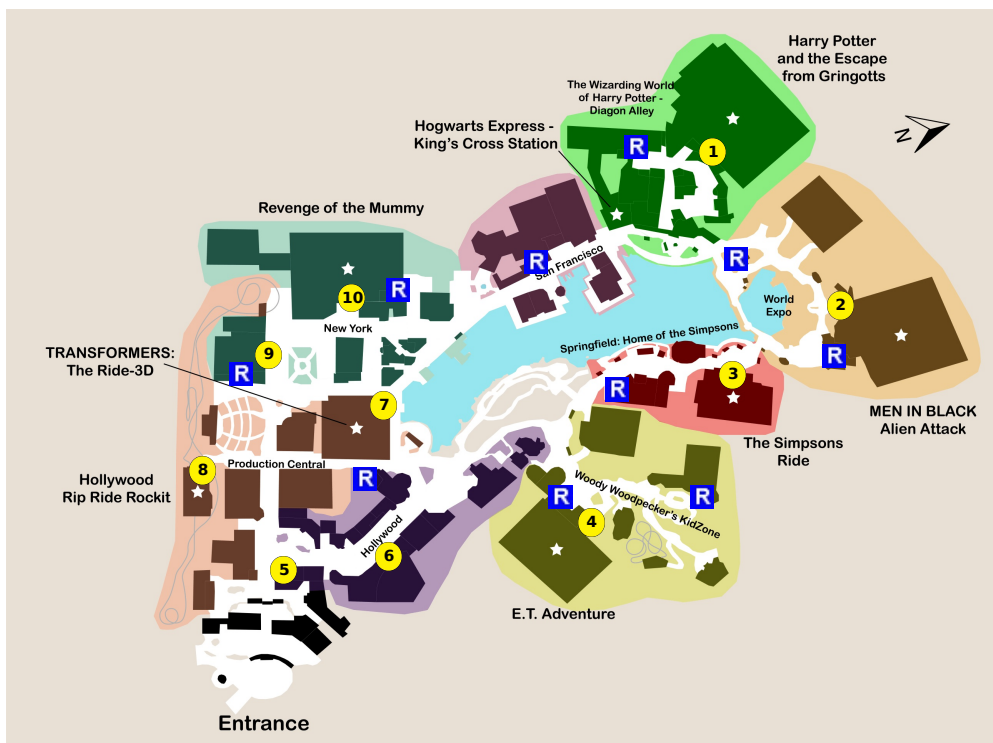 Harry Potter
and the Escape
from Gringotts
The Wizarding World
of Harry Potter -
Diagon Alley
Hogwarts Express -
King's Cross Station
N
R
1
Revenge of the Mummy
San Francisco
R
R
R
10
New York
World
Expo
2
Springfield: Home of the Simpsons
TRANSFORMERS:
The Ride-3D
9
R
R
3
R
7
MEN IN BLACK
Alien Attack
The Simpsons
Ride
Production Central
Hollywood
Rip Ride Rockit
8
R
Woody Woodpecker's KidZone
R
R
4
Hollywood
6
5
E.T. Adventure
Entrance